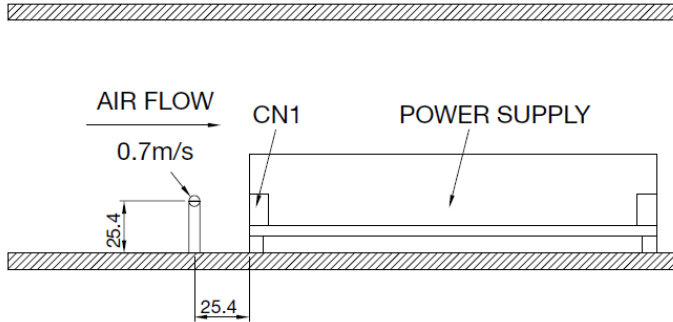 AIR FLOW
CN1
POWER SUPPLY
0.7m/s
25.4
25.4